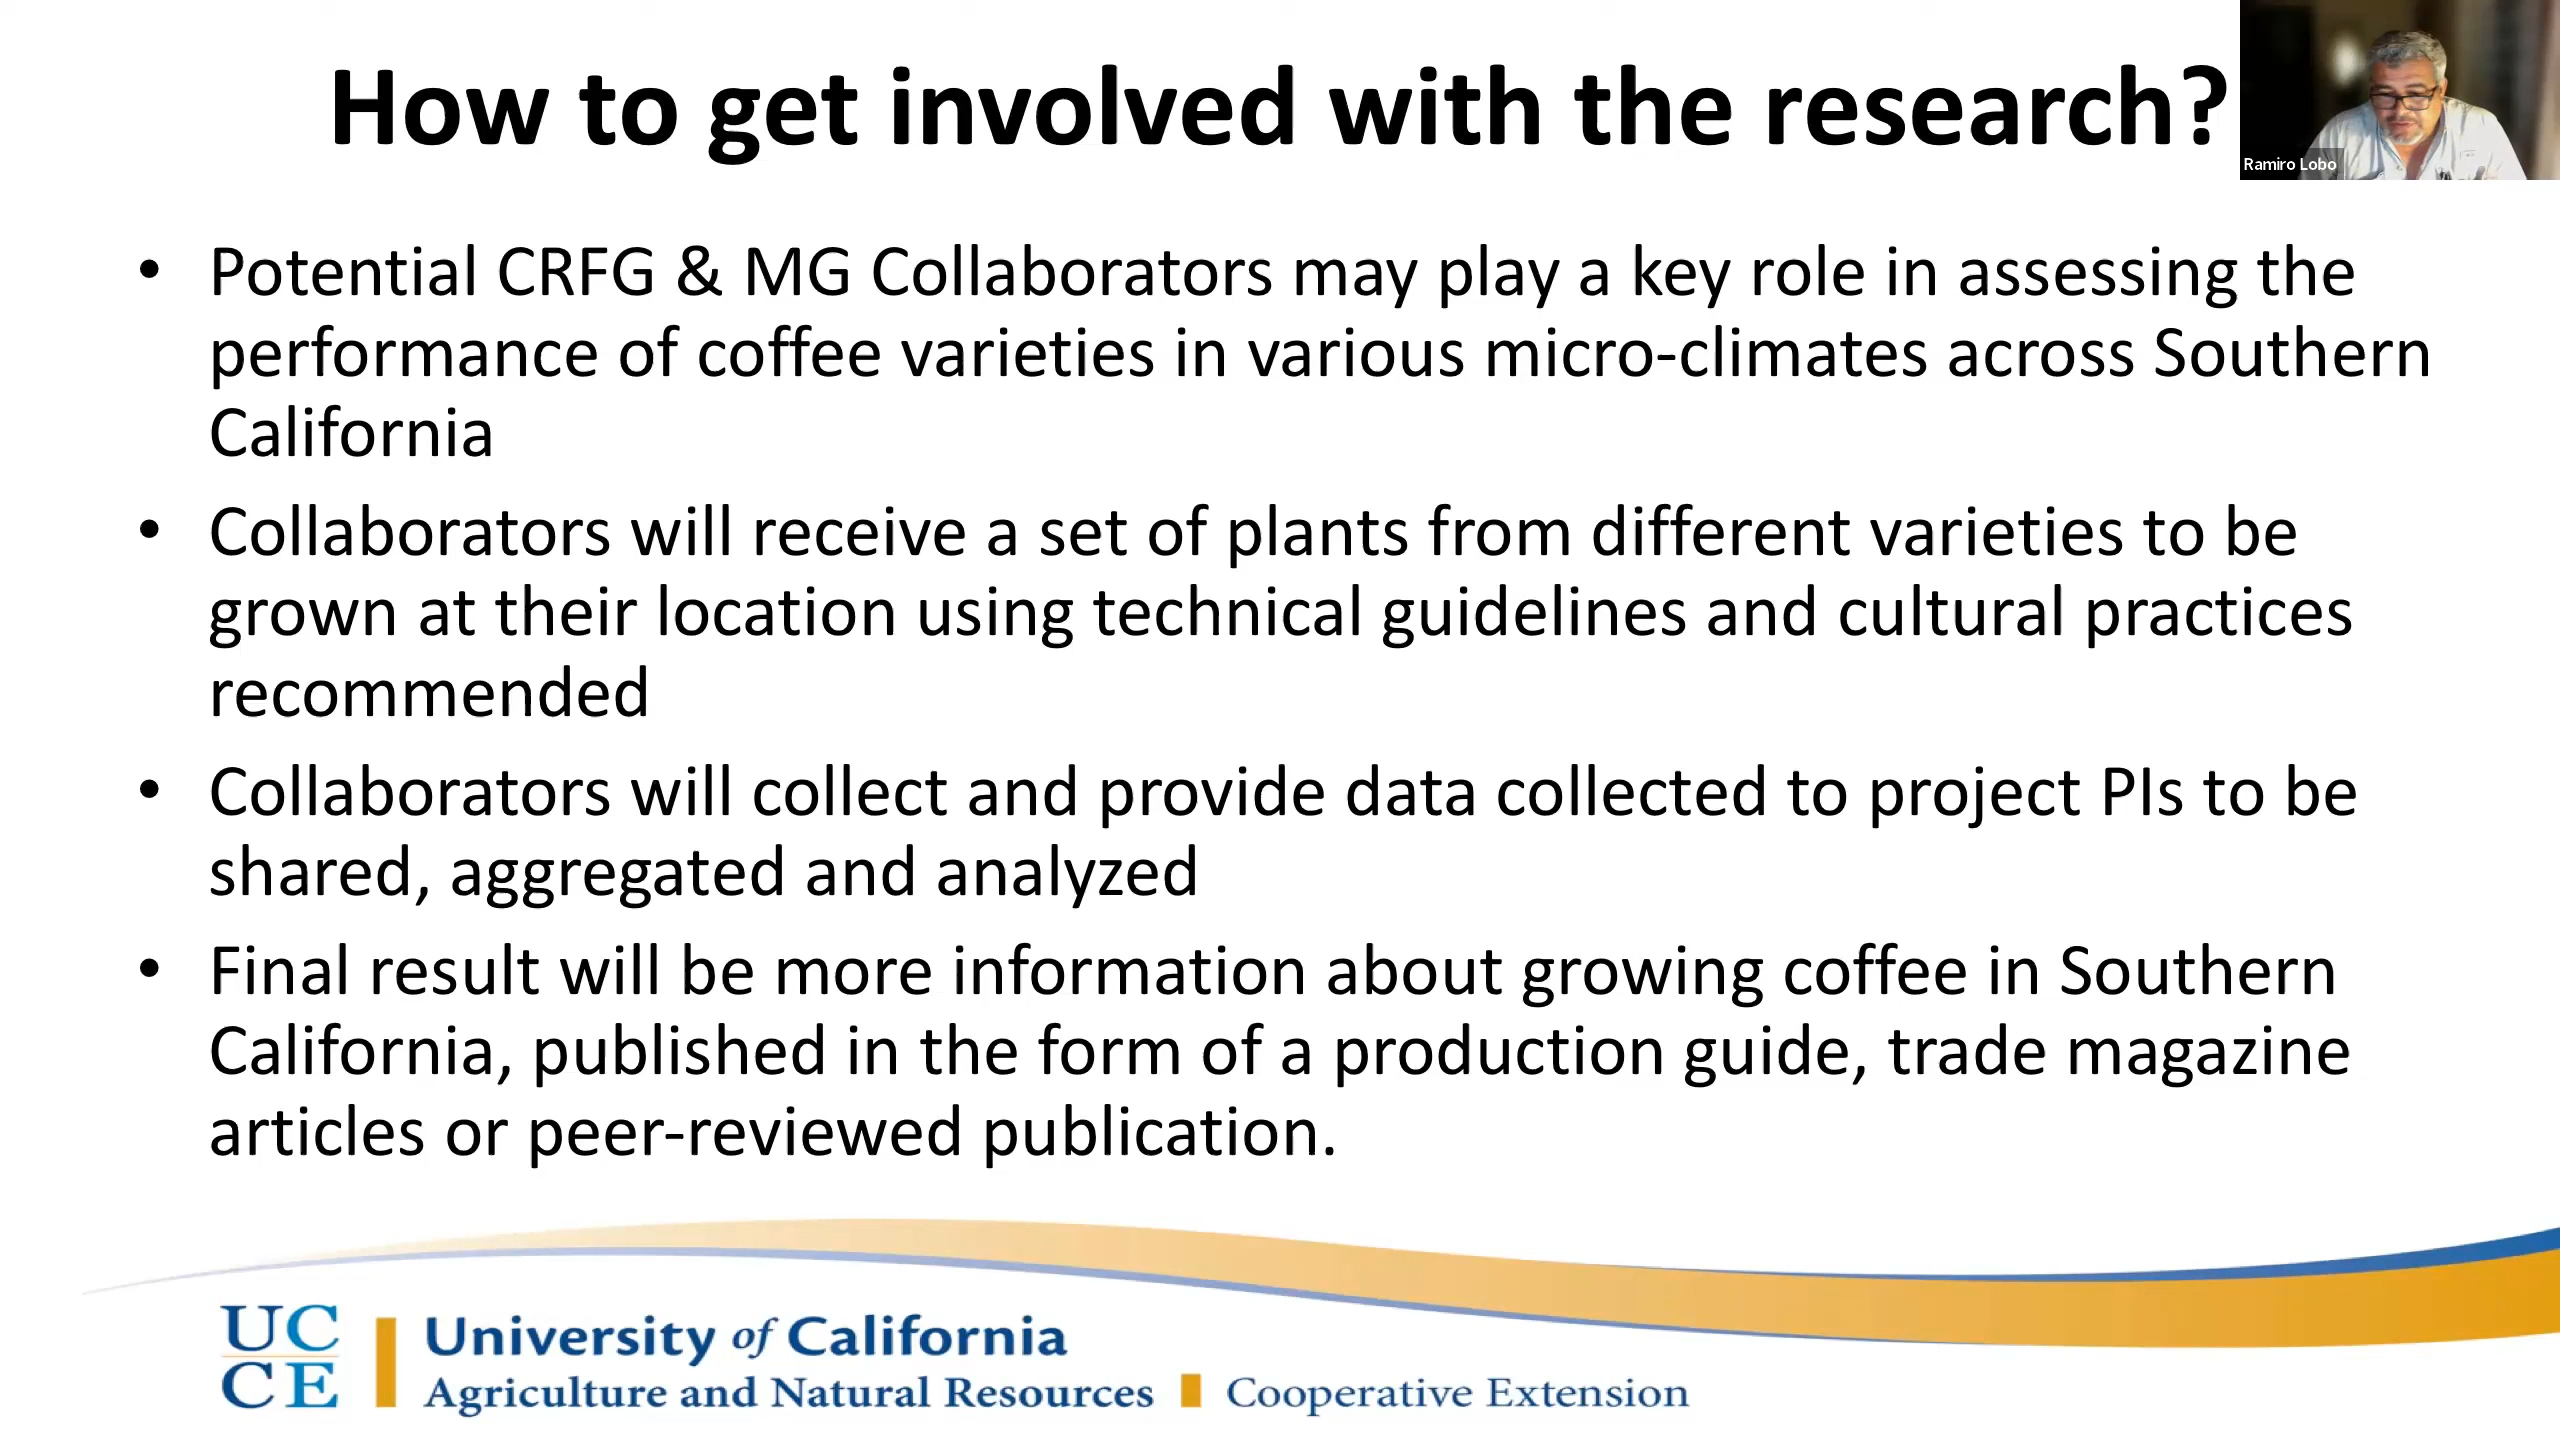 How to get involved with the research?
Ramiro Lobo
• Potential CRFG & MG Collaborators may play a key role in assessing the
performance of coffee varieties in various micro-climates across Southern
California
• Collaborators will receive a set of plants from different varieties to be
grown at their location using technical guidelines and cultural practices
recommended
• Collaborators will collect and provide data collected to project PIs to be
shared, aggregated and analyzed
• Final result will be more information about growing coffee in Southern
California, published in the form of a production guide, trade magazine
articles or peer-reviewed publication.
UC
CE
University of California
Agriculture and Natural Resources Cooperative Extension